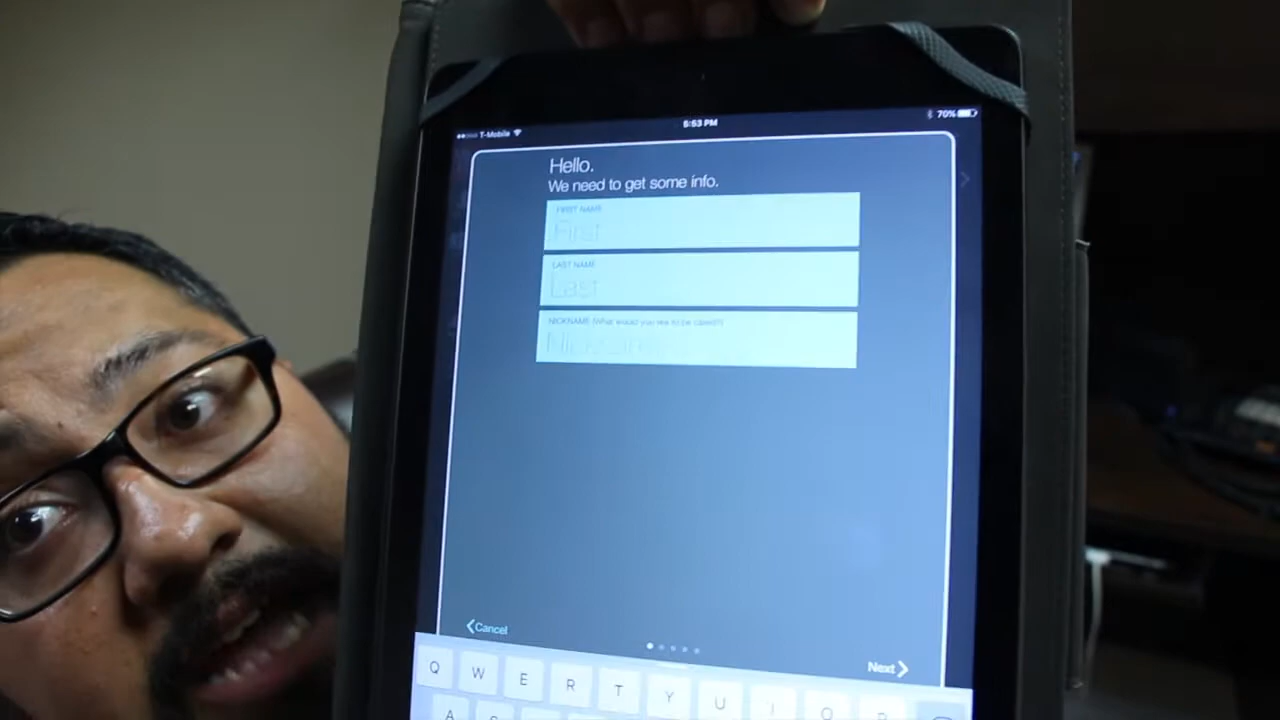 T-Mobile
5:53 PM
70%
Hello.
We need to get some info.
FIRST NAME
First
LAST NAME
Last
NICKNAME (What would you like to be called?)
Nickname
Cancel
Next
Q W E R T Y U I O P
A S